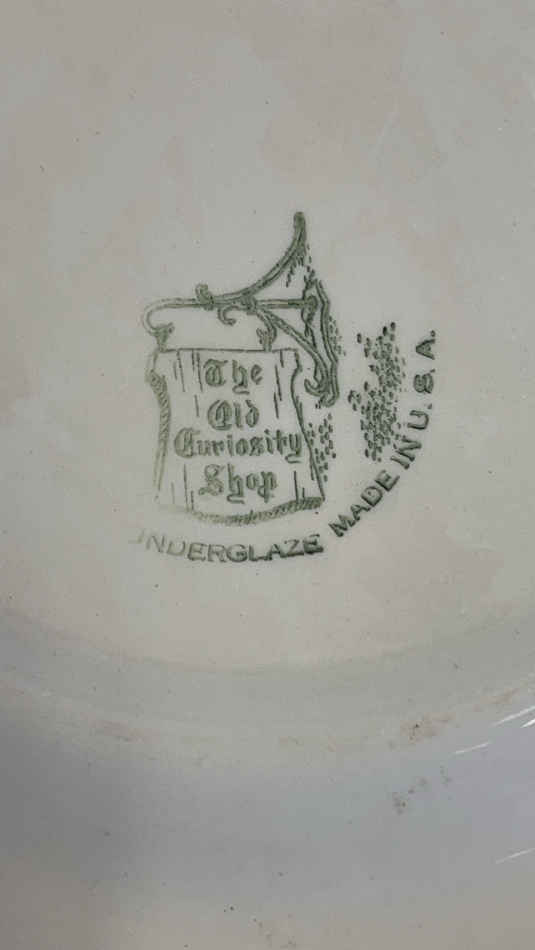 The
Old
Curiosity
Shop
UNDERGLAZE MADE IN U.S.A.